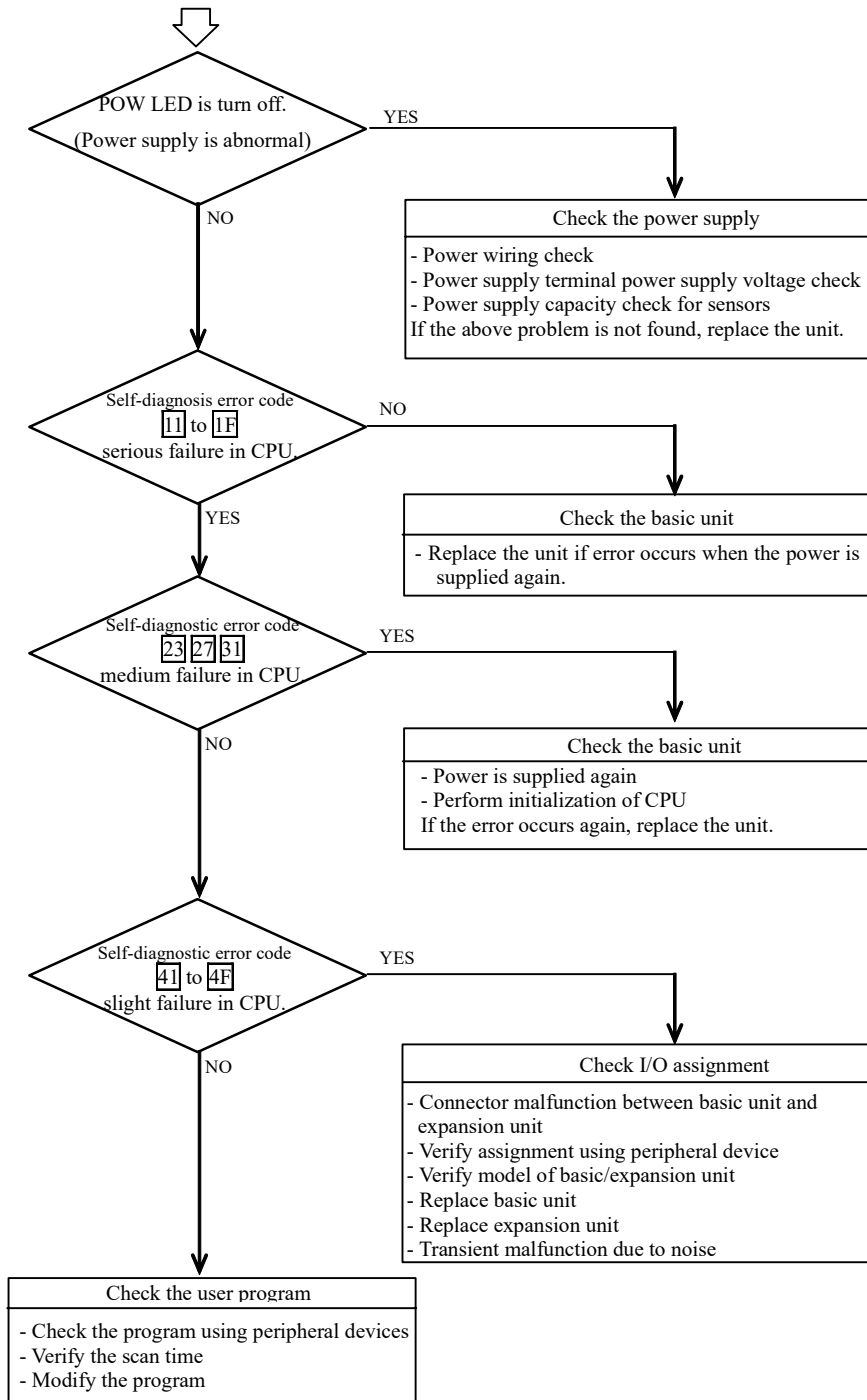 POW LED is turn off.
(Power supply is abnormal)
YES
NO
Check the power supply
- Power wiring check
- Power supply terminal power supply voltage check
- Power supply capacity check for sensors
If the above problem is not found, replace the unit.
Self-diagnosis error code
11 to 1F
serious failure in CPU.
NO
YES
Check the basic unit
- Replace the unit if error occurs when the power is
supplied again.
Self-diagnostic error code
23 27 31
medium failure in CPU.
YES
NO
Check the basic unit
- Power is supplied again
- Perform initialization of CPU
If the error occurs again, replace the unit.
Self-diagnostic error code
41 to 4F
slight failure in CPU.
YES
NO
Check I/O assignment
- Connector malfunction between basic unit and
expansion unit
- Verify assignment using peripheral device
- Verify model of basic/expansion unit
- Replace basic unit
- Replace expansion unit
- Transient malfunction due to noise
Check the user program
- Check the program using peripheral devices
- Verify the scan time
- Modify the program